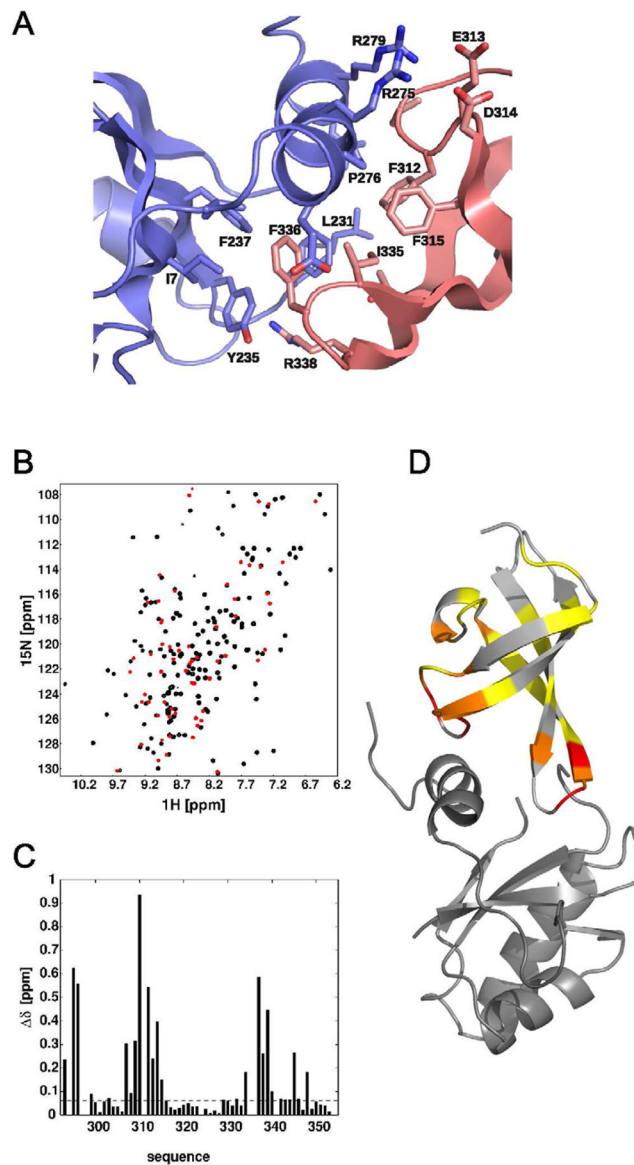 A
R279
E313
R275
D314
P276
F312
L231
F237
F336
F315
I335
I7
Y235
R338
B
D
108
110
112
114
116
118
120
122
124
126
128
130
15N [ppm]
10.2 9.7 9.2 8.7 8.2 7.7 7.2 6.7 6.2
1H [ppm]
C
1
0.9
0.8
0.7
0.6
0.5
0.4
0.3
0.2
0.1
0
Δδ [ppm]
300 310 320 330 340 350
sequence